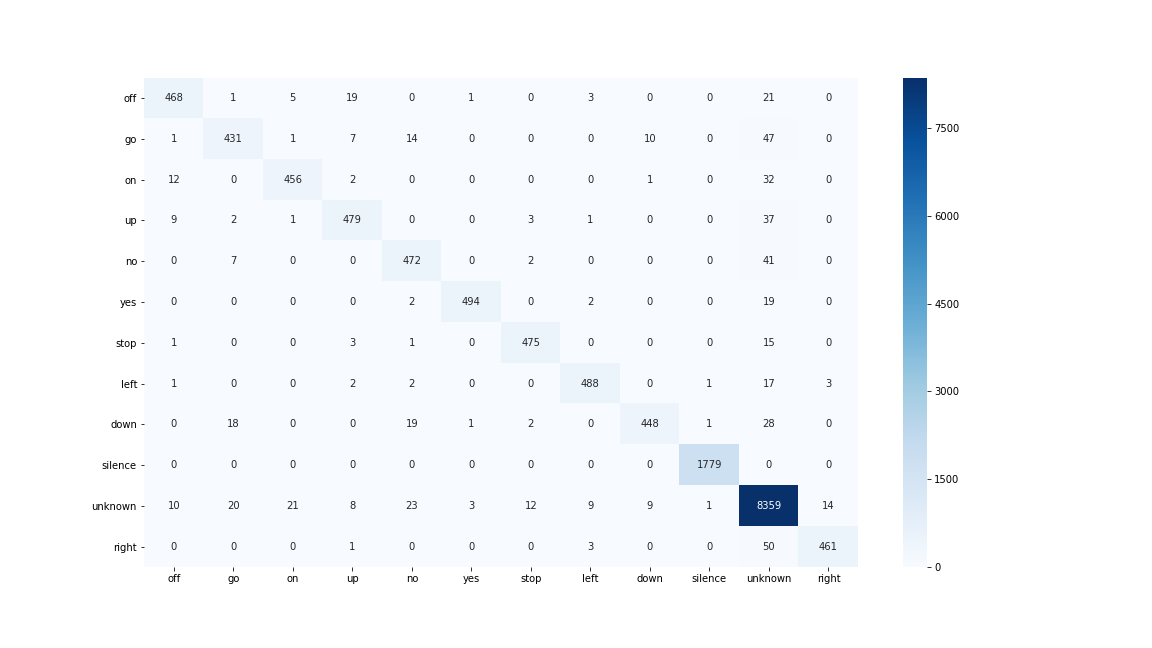 off 468 1 5 19 0 1 0 3 0 0 21 0
7500
go 1 431 1 7 14 0 0 0 10 0 47 0
on 12 0 456 2 0 0 0 0 1 0 32 0
6000
up 9 2 1 479 0 0 3 1 0 0 37 0
no 0 7 0 0 472 0 2 0 0 0 41 0
4500
yes 0 0 0 0 2 494 0 2 0 0 19 0
stop 1 0 0 3 1 0 475 0 0 0 15 0
left 1 0 0 2 2 0 0 488 0 1 17 3
3000
down 0 18 0 0 19 1 2 0 448 1 28 0
silence 0 0 0 0 0 0 0 0 0 1779 0 0
1500
unknown 10 20 21 8 23 3 12 9 9 1 8359 14
right 0 0 0 1 0 0 0 3 0 0 50 461
0
off go on up no yes stop left down silence unknown right